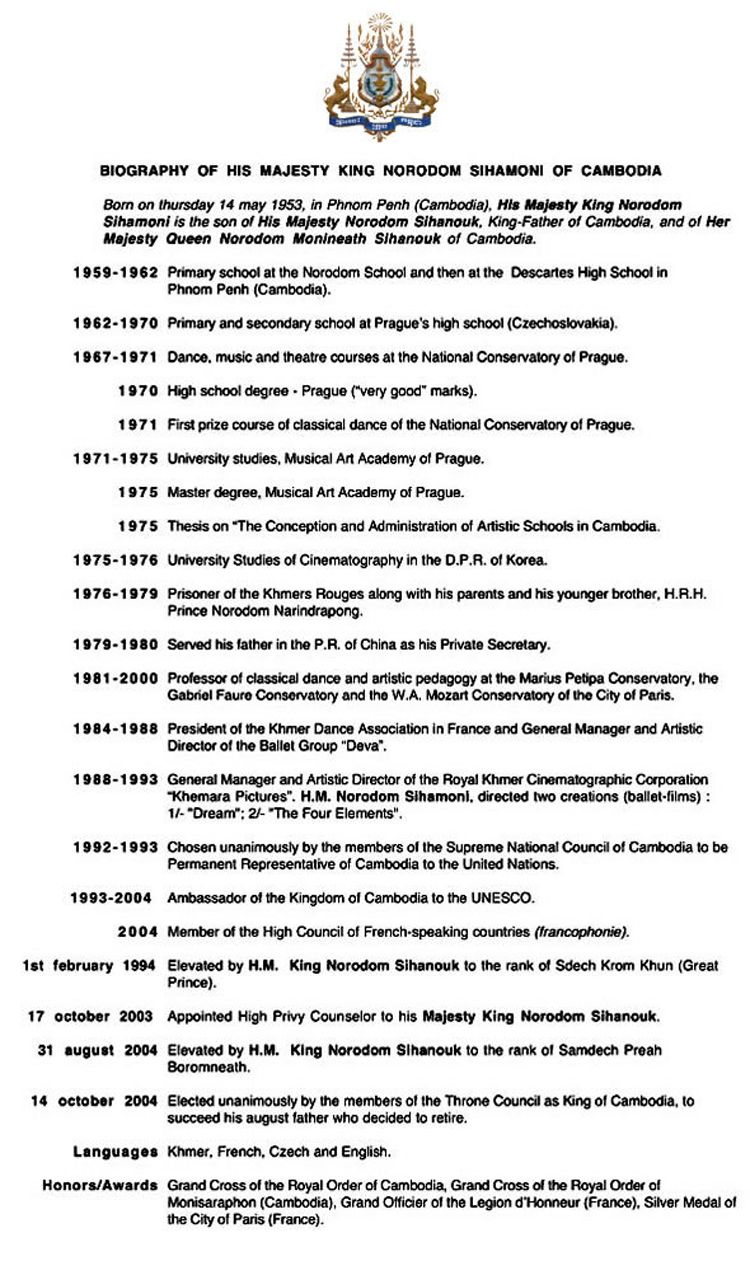 BIOGRAPHY OF HIS MAJESTY KING NORODOM SIHAMONI OF CAMBODIA
Born on thursday 14 may 1953, in Phnom Penh (Cambodia), His Majesty King Norodom
Sihamoni is the son of His Majesty Norodom Sihanouk, King-Father of Cambodia, and of Her
Majesty Queen Norodom Monineath Sihanouk of Cambodia.
1959-1962 Primary school at the Norodom School and then at the Descartes High School in
Phnom Penh (Cambodia).
1962-1970 Primary and secondary school at Prague's high school (Czechoslovakia).
1967-1971 Dance, music and theatre courses at the National Conservatory of Prague.
1970 High school degree - Prague ("very good" marks).
1971 First prize course of classical dance of the National Conservatory of Prague.
1971-1975 University studies, Musical Art Academy of Prague.
1975 Master degree, Musical Art Academy of Prague.
1975 Thesis on "The Conception and Administration of Artistic Schools in Cambodia.
1975-1976 University Studies of Cinematography in the D.P.R. of Korea.
1976-1979 Prisoner of the Khmers Rouges along with his parents and his younger brother, H.R.H.
Prince Norodom Narindrapong.
1979-1980 Served his father in the P.R. of China as his Private Secretary.
1981-2000 Professor of classical dance and artistic pedagogy at the Marius Petipa Conservatory, the
Gabriel Faure Conservatory and the W.A. Mozart Conservatory of the City of Paris.
1984-1988 President of the Khmer Dance Association in France and General Manager and Artistic
Director of the Ballet Group "Deva".
1988-1993 General Manager and Artistic Director of the Royal Khmer Cinematographic Corporation
"Khemara Pictures". H.M. Norodom Sihamoni, directed two creations (ballet-films) :
1/- "Dream"; 2/- "The Four Elements".
1992-1993 Chosen unanimously by the members of the Supreme National Council of Cambodia to be
Permanent Representative of Cambodia to the United Nations.
1993-2004 Ambassador of the Kingdom of Cambodia to the UNESCO.
2004 Member of the High Council of French-speaking countries (francophonie).
1st february 1994 Elevated by H.M. King Norodom Sihanouk to the rank of Sdech Krom Khun (Great
Prince).
17 october 2003 Appointed High Privy Counselor to his Majesty King Norodom Sihanouk.
31 august 2004 Elevated by H.M. King Norodom Sihanouk to the rank of Samdech Preah
Boromneath.
14 october 2004 Elected unanimously by the members of the Throne Council as King of Cambodia, to
succeed his august father who decided to retire.
Languages Khmer, French, Czech and English.
Honors/Awards Grand Cross of the Royal Order of Cambodia, Grand Cross of the Royal Order of
Monisaraphon (Cambodia), Grand Officier of the Legion d'Honneur (France), Silver Medal of
the City of Paris (France).